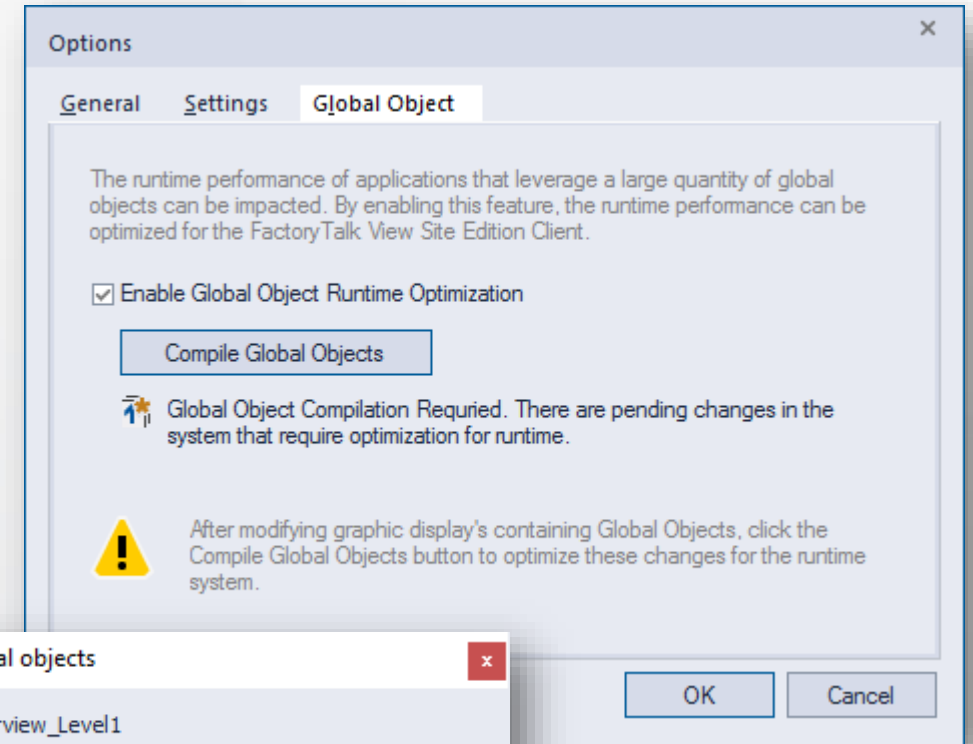 Options
General Settings Global Object
The runtime performance of applications that leverage a large quantity of global
objects can be impacted. By enabling this feature, the runtime performance can be
optimized for the FactoryTalk View Site Edition Client.
Enable Global Object Runtime Optimization
Compile Global Objects
Global Object Compilation Requried. There are pending changes in the
system that require optimization for runtime.
After modifying graphic display's containing Global Objects, click the
Compile Global Objects button to optimize these changes for the runtime
system.
objects
OK Cancel